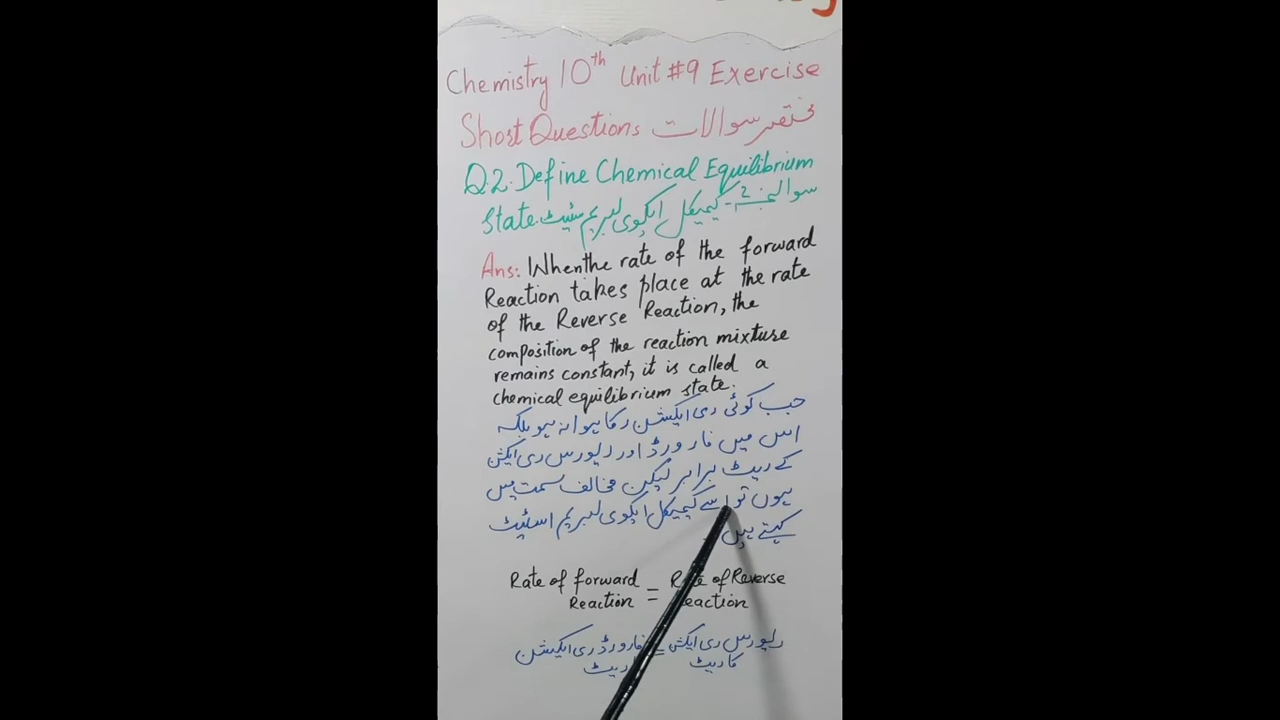 Chemistry 10th Unit #9 Exercise
Short Questions مختصر سوالات
Q.2. Define Chemical Equilibrium
State. سوال نمبر 2۔ کیمیکل ایکوی لبریم سٹیٹ
Ans: When the rate of the forward
Reaction takes place at the rate
of the Reverse Reaction, the
composition of the reaction mixture
remains constant, it is called a
chemical equilibrium state.
جب کوئی ری ایکشن رکا ہوا نہ ہو بلکہ
اس میں فارورڈ اور ریورس ری ایکشن
کے ریٹ برابر لیکن مخالف سمت میں
ہوں تو اسے کیمیکل ایکوی لبریم اسٹیٹ
کہتے ہیں
Rate of forward Reaction = Rate of Reverse Reaction
ریورس ری ایکشن کا ریٹ = فارورڈ ری ایکشن ریٹ